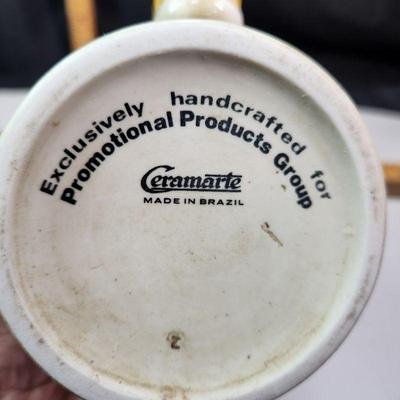 Exclusively handcrafted for
Promotional Products Group
Ceramarte
MADE IN BRAZIL
Z